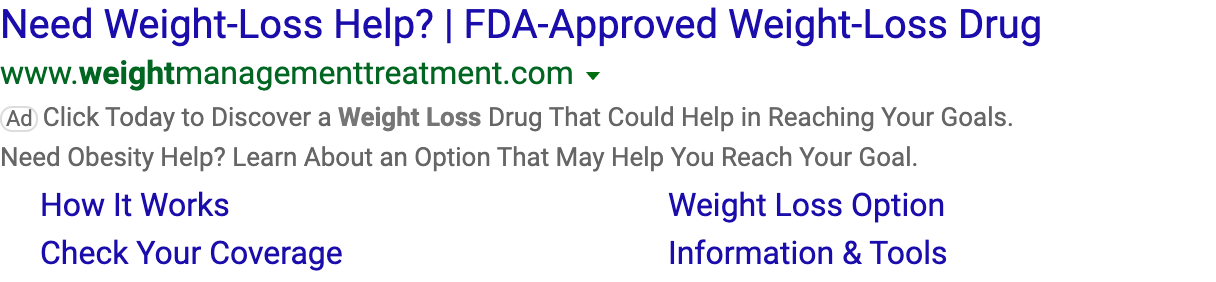 Need Weight-Loss Help? | FDA-Approved Weight-Loss Drug
www.weightmanagementtreatment.com
Ad Click Today to Discover a Weight Loss Drug That Could Help in Reaching Your Goals.
Need Obesity Help? Learn About an Option That May Help You Reach Your Goal.
How It Works Weight Loss Option
Check Your Coverage Information & Tools